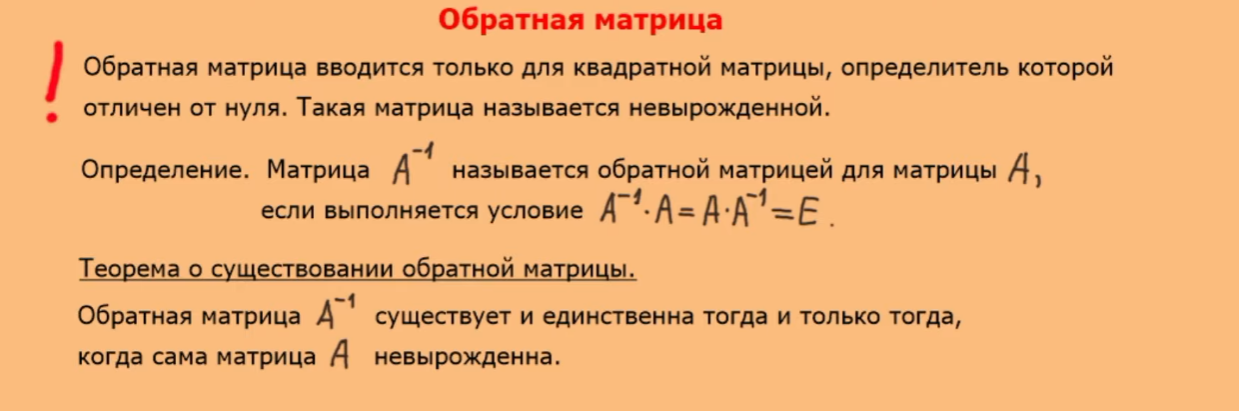 Обратная матрица
! Обратная матрица вводится только для квадратной матрицы, определитель которой
отличен от нуля. Такая матрица называется невырожденной.
Определение. Матрица A⁻¹ называется обратной матрицей для матрицы A,
если выполняется условие A⁻¹·A=A·A⁻¹=E.
Теорема о существовании обратной матрицы.
Обратная матрица A⁻¹ существует и единственна тогда и только тогда,
когда сама матрица A невырожденна.